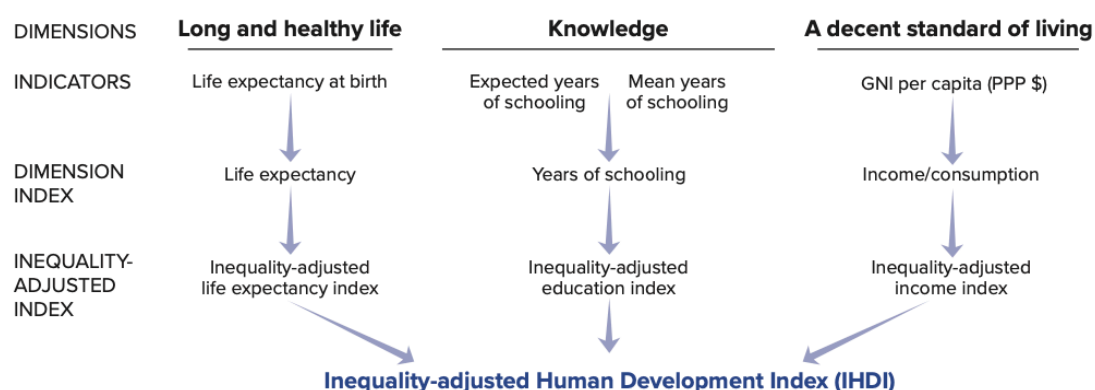 DIMENSIONS Long and healthy life Knowledge A decent standard of living
INDICATORS Life expectancy at birth Expected years Mean years GNI per capita (PPP $)
of schooling of schooling
DIMENSION Life expectancy Years of schooling Income/consumption
INDEX
INEQUALITY- Inequality-adjusted Inequality-adjusted Inequality-adjusted
ADJUSTED life expectancy index education index income index
INDEX
Inequality-adjusted Human Development Index (IHDI)